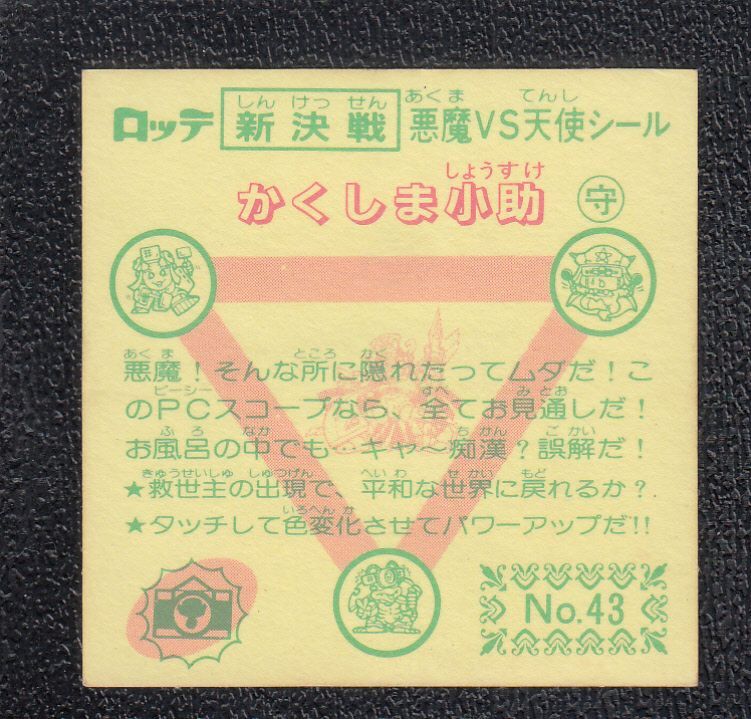 ロッテ 新決戦 悪魔VS天使シール
しんけっせん あくま てんし
かくしま小助 守
しょうすけ
あくま ところ かく
悪魔！そんな所に隠れたってムダだ！こ
ピーシー すべ みとお
のPCスコープなら、全てお見通しだ！
ふろ なか ちかん ごかい
お風呂の中でも…キャ～痴漢？誤解だ！
きゅうせいしゅ しゅつげん へいわ せかい もど
★救世主の出現で、平和な世界に戻れるか？
いろへんか
★タッチして色変化させてパワーアップだ!!
No.43